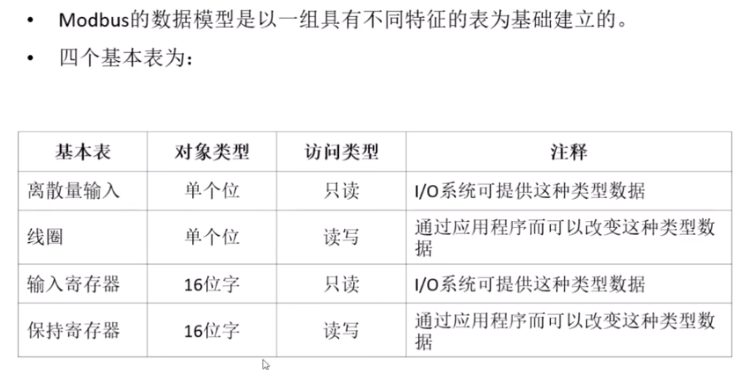 • Modbus的数据模型是以一组具有不同特征的表为基础建立的。
• 四个基本表为：
基本表 对象类型 访问类型 注释
离散量输入 单个位 只读 I/O系统可提供这种类型数据
线圈 单个位 读写 通过应用程序而可以改变这种类型数
据
输入寄存器 16位字 只读 I/O系统可提供这种类型数据
保持寄存器 16位字 读写 通过应用程序而可以改变这种类型数
据